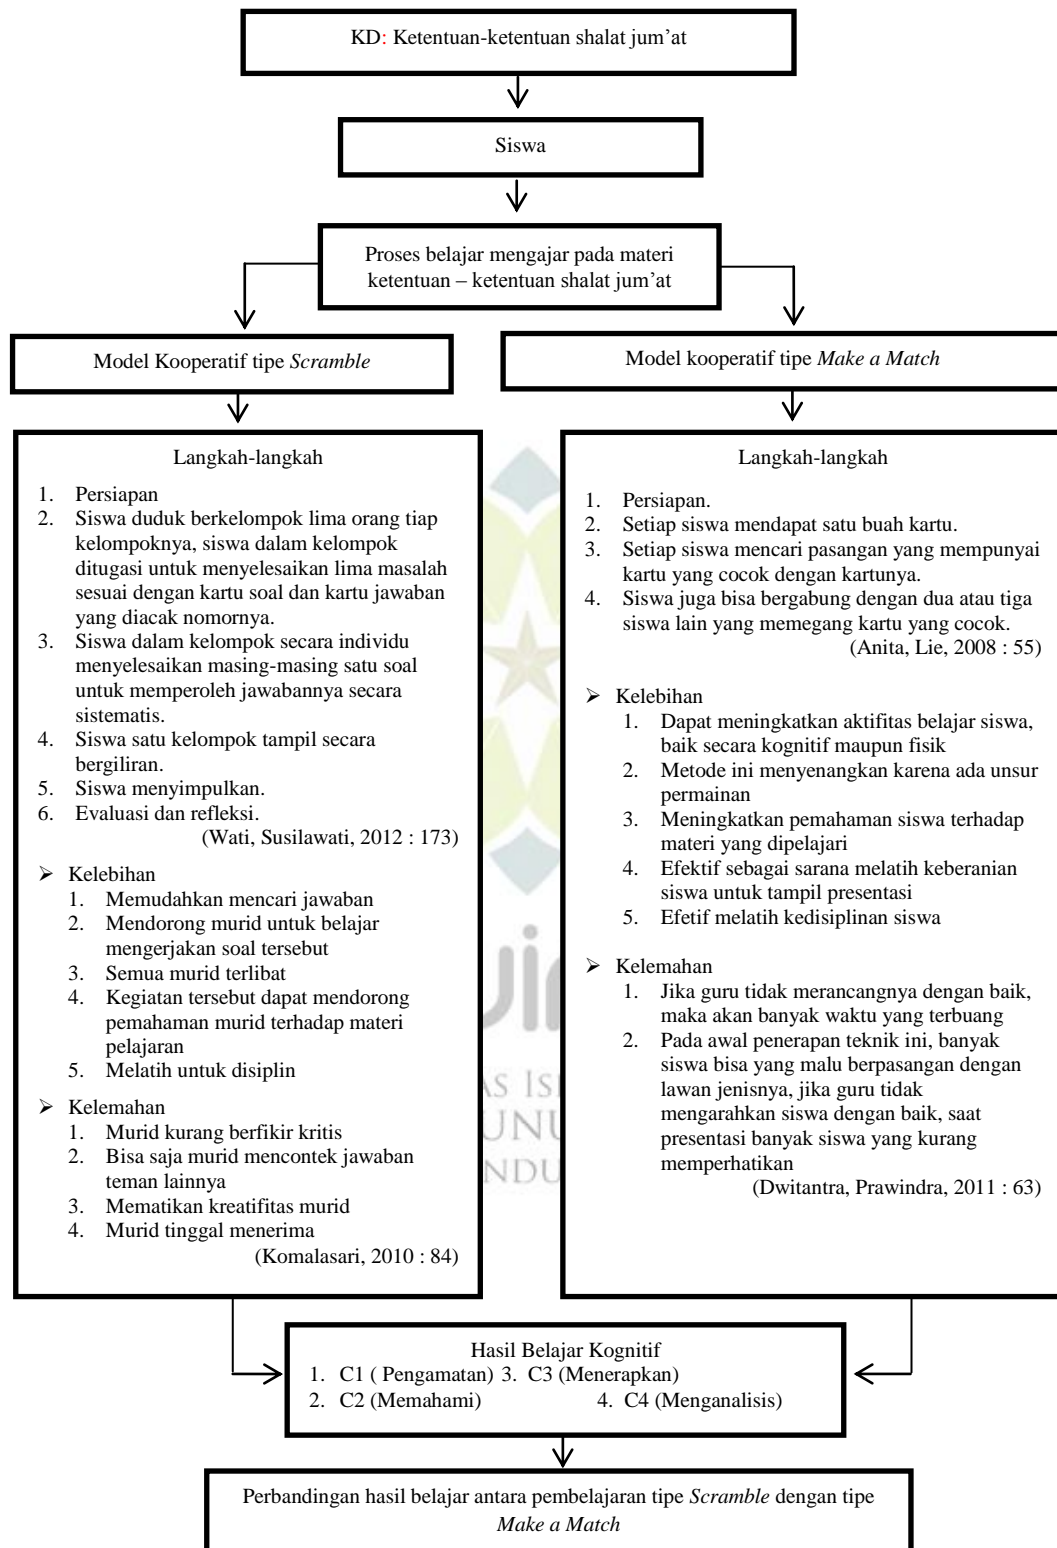 KD: Ketentuan-ketentuan shalat jum’at
Siswa
Proses belajar mengajar pada materi
ketentuan – ketentuan shalat jum’at
Model Kooperatif tipe Scramble
Model kooperatif tipe Make a Match
Langkah-langkah
1. Persiapan
2. Siswa duduk berkelompok lima orang tiap
kelompoknya, siswa dalam kelompok
ditugasi untuk menyelesaikan lima masalah
sesuai dengan kartu soal dan kartu jawaban
yang diacak nomornya.
3. Siswa dalam kelompok secara individu
menyelesaikan masing-masing satu soal
untuk memperoleh jawabannya secara
sistematis.
4. Siswa satu kelompok tampil secara
bergiliran.
5. Siswa menyimpulkan.
6. Evaluasi dan refleksi.
(Wati, Susilawati, 2012 : 173)
➢ Kelebihan
1. Memudahkan mencari jawaban
2. Mendorong murid untuk belajar
mengerjakan soal tersebut
3. Semua murid terlibat
4. Kegiatan tersebut dapat mendorong
pemahaman murid terhadap materi
pelajaran
5. Melatih untuk disiplin
➢ Kelemahan
1. Murid kurang berfikir kritis
2. Bisa saja murid mencontek jawaban
teman lainnya
3. Mematikan kreatifitas murid
4. Murid tinggal menerima
(Komalasari, 2010 : 84)
Langkah-langkah
1. Persiapan.
2. Setiap siswa mendapat satu buah kartu.
3. Setiap siswa mencari pasangan yang mempunyai
kartu yang cocok dengan kartunya.
4. Siswa juga bisa bergabung dengan dua atau tiga
siswa lain yang memegang kartu yang cocok.
(Anita, Lie, 2008 : 55)
➢ Kelebihan
1. Dapat meningkatkan aktifitas belajar siswa,
baik secara kognitif maupun fisik
2. Metode ini menyenangkan karena ada unsur
permainan
3. Meningkatkan pemahaman siswa terhadap
materi yang dipelajari
4. Efektif sebagai sarana melatih keberanian
siswa untuk tampil presentasi
5. Efetif melatih kedisiplinan siswa
➢ Kelemahan
1. Jika guru tidak merancangnya dengan baik,
maka akan banyak waktu yang terbuang
2. Pada awal penerapan teknik ini, banyak
siswa bisa yang malu berpasangan dengan
lawan jenisnya, jika guru tidak
mengarahkan siswa dengan baik, saat
presentasi banyak siswa yang kurang
memperhatikan
(Dwitantra, Prawindra, 2011 : 63)
Hasil Belajar Kognitif
1. C1 ( Pengamatan) 3. C3 (Menerapkan)
2. C2 (Memahami) 4. C4 (Menganalisis)
Perbandingan hasil belajar antara pembelajaran tipe Scramble dengan tipe
Make a Match